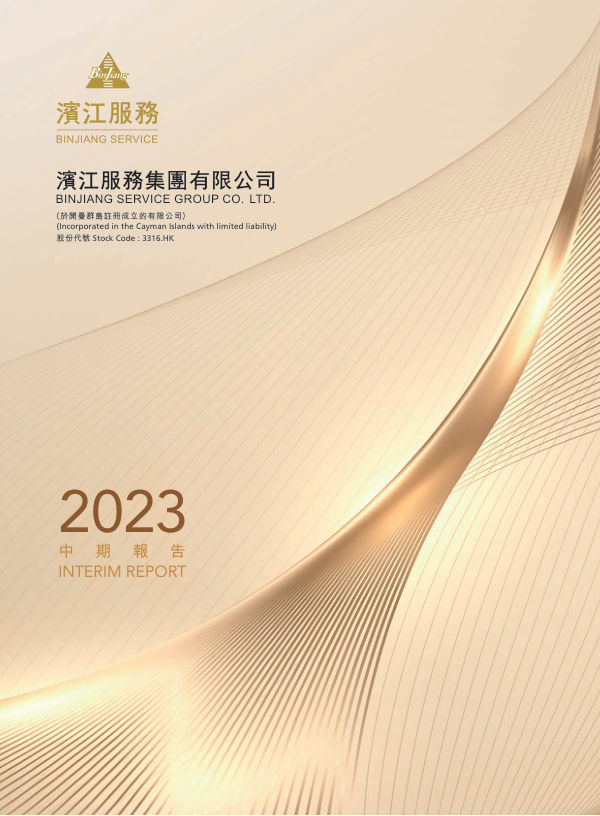 BinJiang
濱江服務
BINJIANG SERVICE
濱江服務集團有限公司
BINJIANG SERVICE GROUP CO. LTD.
(於開曼群島註冊成立的有限公司)
(Incorporated in the Cayman Islands with limited liability)
股份代號 Stock Code : 3316.HK
2023
中期報告
INTERIM REPORT